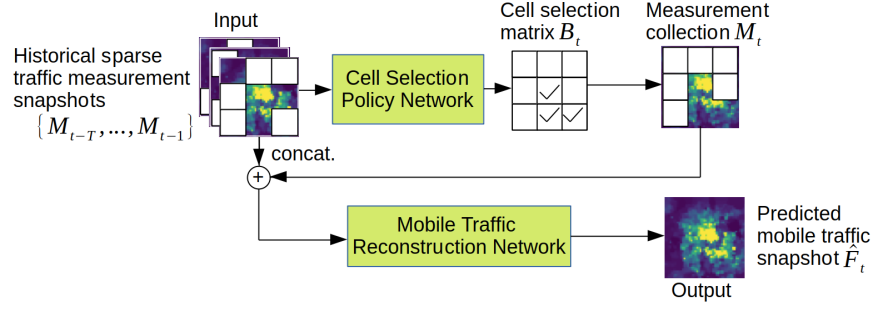 Input
Historical sparse
traffic measurement
snapshots
{M_{t-T},...,M_{t-1}}
Cell Selection
Policy Network
Cell selection
matrix B_t
Measurement
collection M_t
concat.
+
Mobile Traffic
Reconstruction Network
Predicted
mobile traffic
snapshot F̂_t
Output